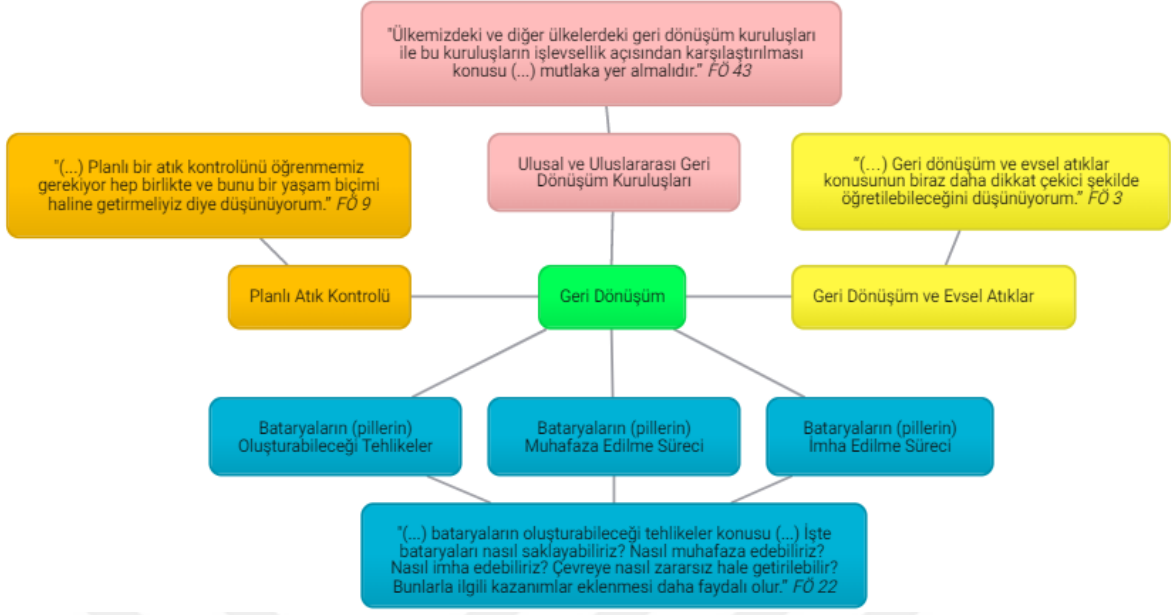 "Ülkemizdeki ve diğer ülkelerdeki geri dönüşüm kuruluşları
ile bu kuruluşların işlevsellik açısından karşılaştırılması
konusu (...) mutlaka yer almalıdır." FÖ 43
"(...) Planlı bir atık kontrolünü öğrenmemiz
gerekiyor hep birlikte ve bunu bir yaşam biçimi
haline getirmeliyiz diye düşünüyorum." FÖ 9
Ulusal ve Uluslararası Geri
Dönüşüm Kuruluşları
"(...) Geri dönüşüm ve evsel atıklar
konusunun biraz daha dikkat çekici şekilde
öğretilebileceğini düşünüyorum." FÖ 3
Planlı Atık Kontrolü
Geri Dönüşüm
Geri Dönüşüm ve Evsel Atıklar
Bataryaların (pillerin)
Oluşturabileceği Tehlikeler
Bataryaların (pillerin)
Muhafaza Edilme Süreci
Bataryaların (pillerin)
İmha Edilme Süreci
"(...) bataryaların oluşturabileceği tehlikeler konusu (...) İşte
bataryaları nasıl saklayabiliriz? Nasıl muhafaza edebiliriz?
Nasıl imha edebiliriz? Çevreye nasıl zararsız hale getirilebilir?
Bunlarla ilgili kazanımlar eklenmesi daha faydalı olur." FÖ 22